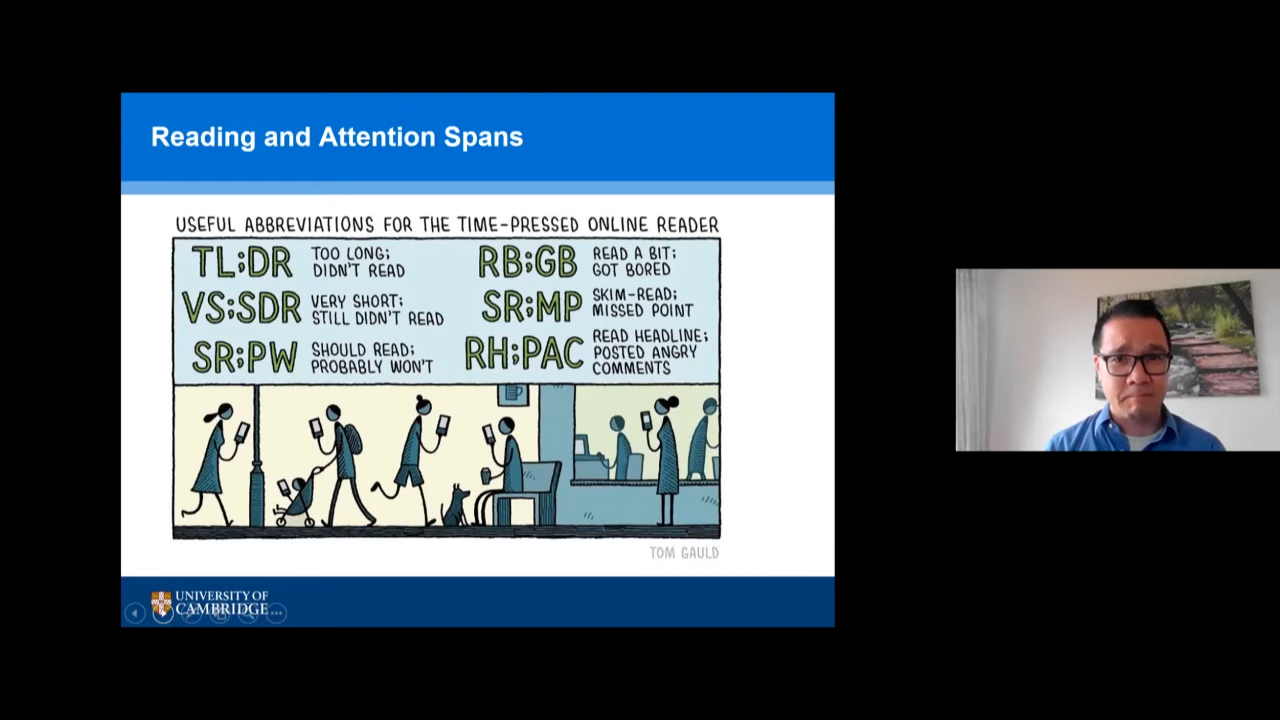 Reading and Attention Spans
USEFUL ABBREVIATIONS FOR THE TIME-PRESSED ONLINE READER
TL;DR
TOO LONG;
DIDN'T READ
VS;SDR
VERY SHORT;
STILL DIDN'T READ
SR;PW
SHOULD READ;
PROBABLY WON'T
RB;GB
READ A BIT;
GOT BORED
SR;MP
SKIM-READ;
MISSED POINT
RH;PAC
READ HEADLINE;
POSTED ANGRY
COMMENTS
TOM GAULD
UNIVERSITY OF
CAMBRIDGE